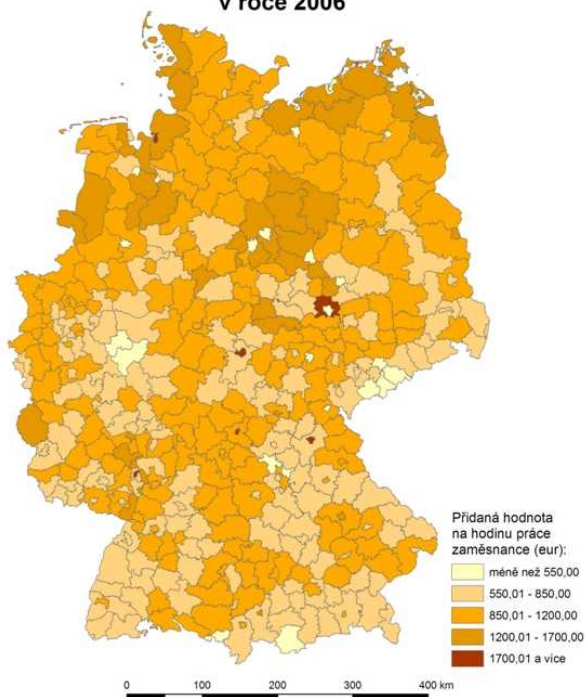 v roce 2006
Přidaná hodnota
na hodinu práce
zaměsnance (eur):
méně než 550,00
550,01 - 850,00
850,01 - 1200,00
1200,01 - 1700,00
1700,01 a více
0 100 200 300 400 km